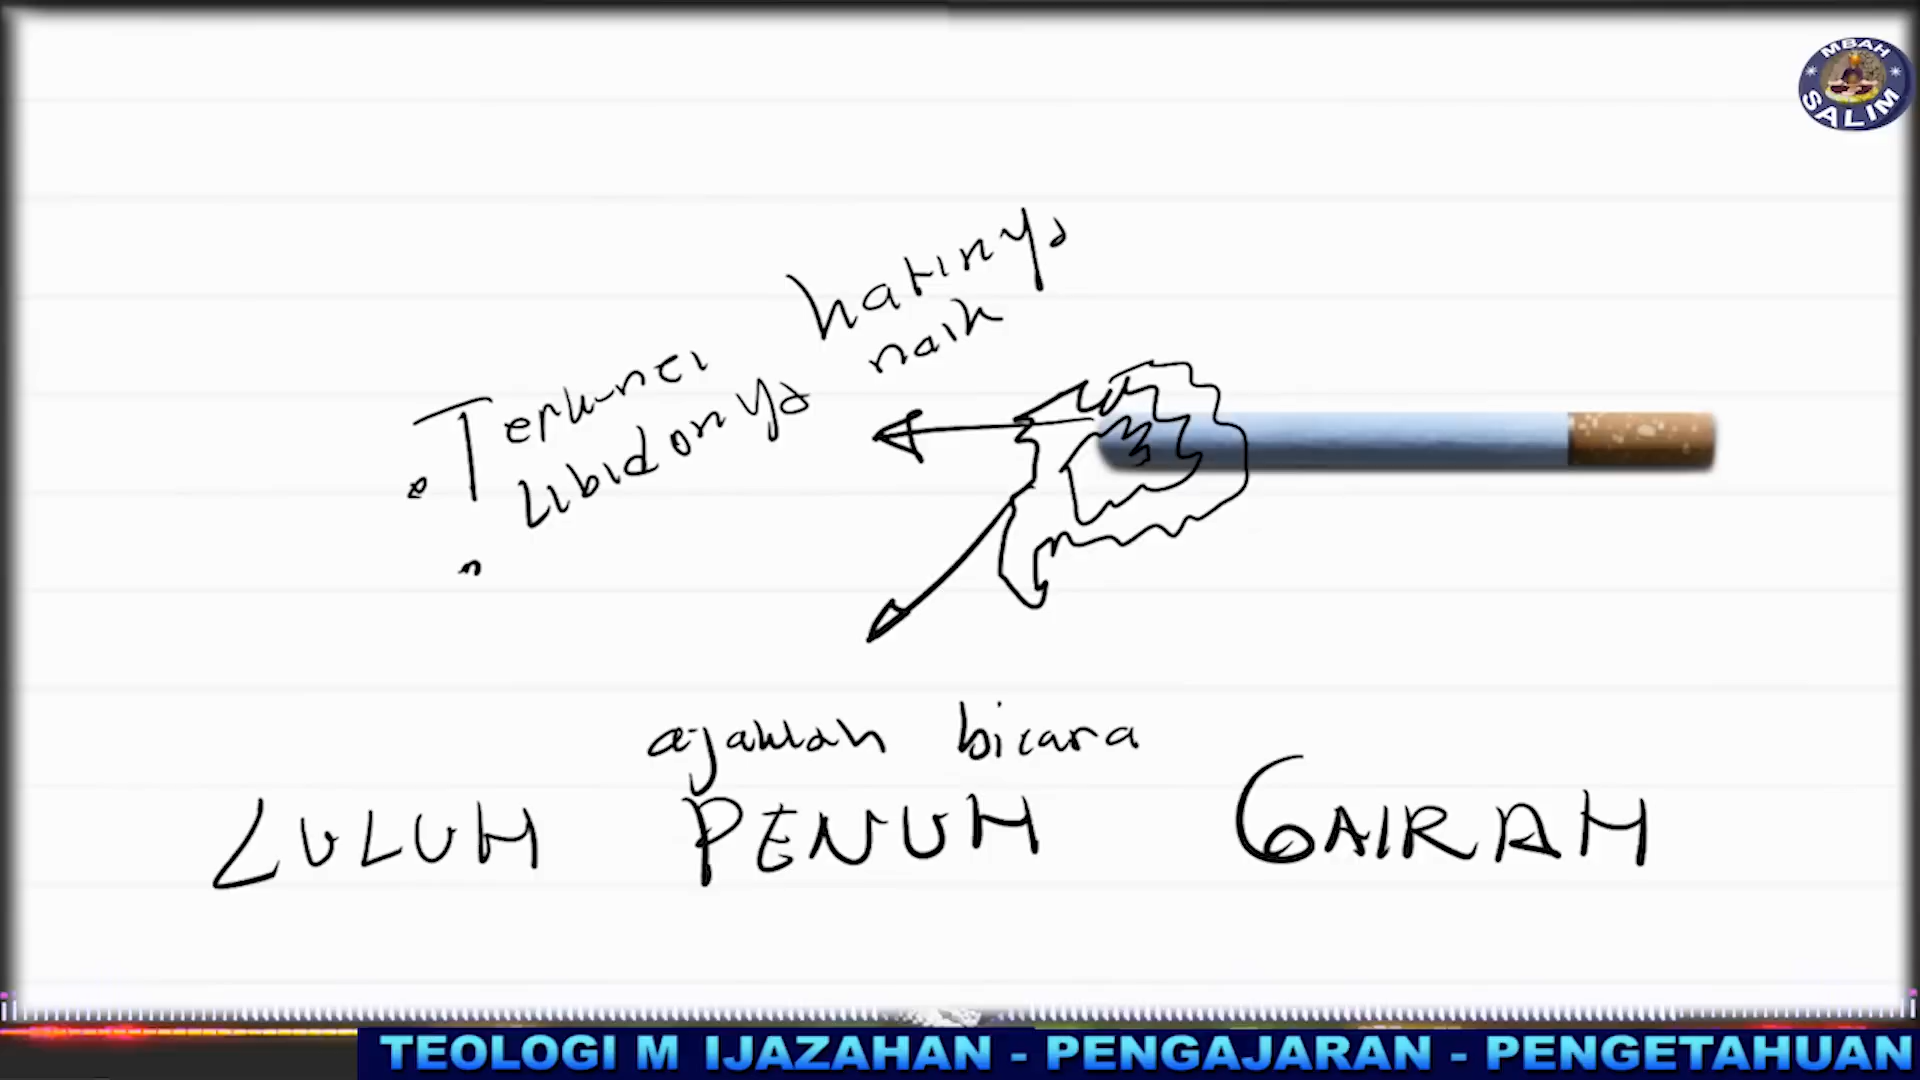 MBAH
SALIM
Terkunci hatinya
Libidonya naik
ajaklah bicara
LULUH PENUH GAIRAH
TEOLOGI M IJAZAHAN - PENGAJARAN - PENGETAHUAN